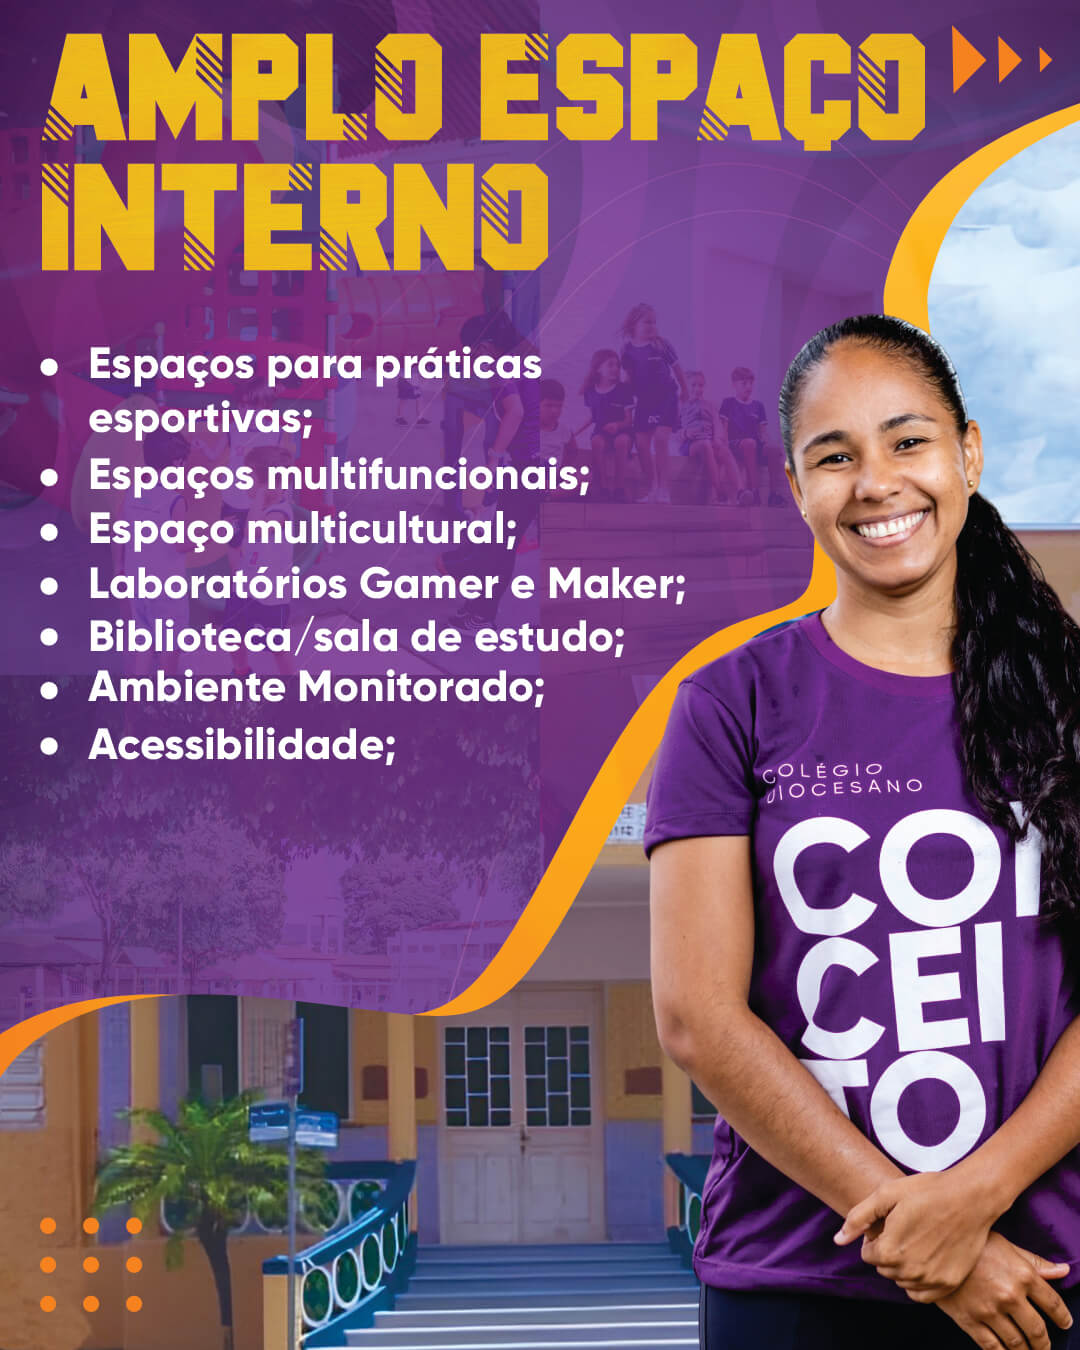 AMPLO ESPAÇO
INTERNO
• Espaços para práticas
esportivas;
• Espaços multifuncionais;
• Espaço multicultural;
• Laboratórios Gamer e Maker;
• Biblioteca/sala de estudo;
• Ambiente Monitorado;
• Acessibilidade;
COLÉGIO
DIOCESANO
CON
CEI
TO